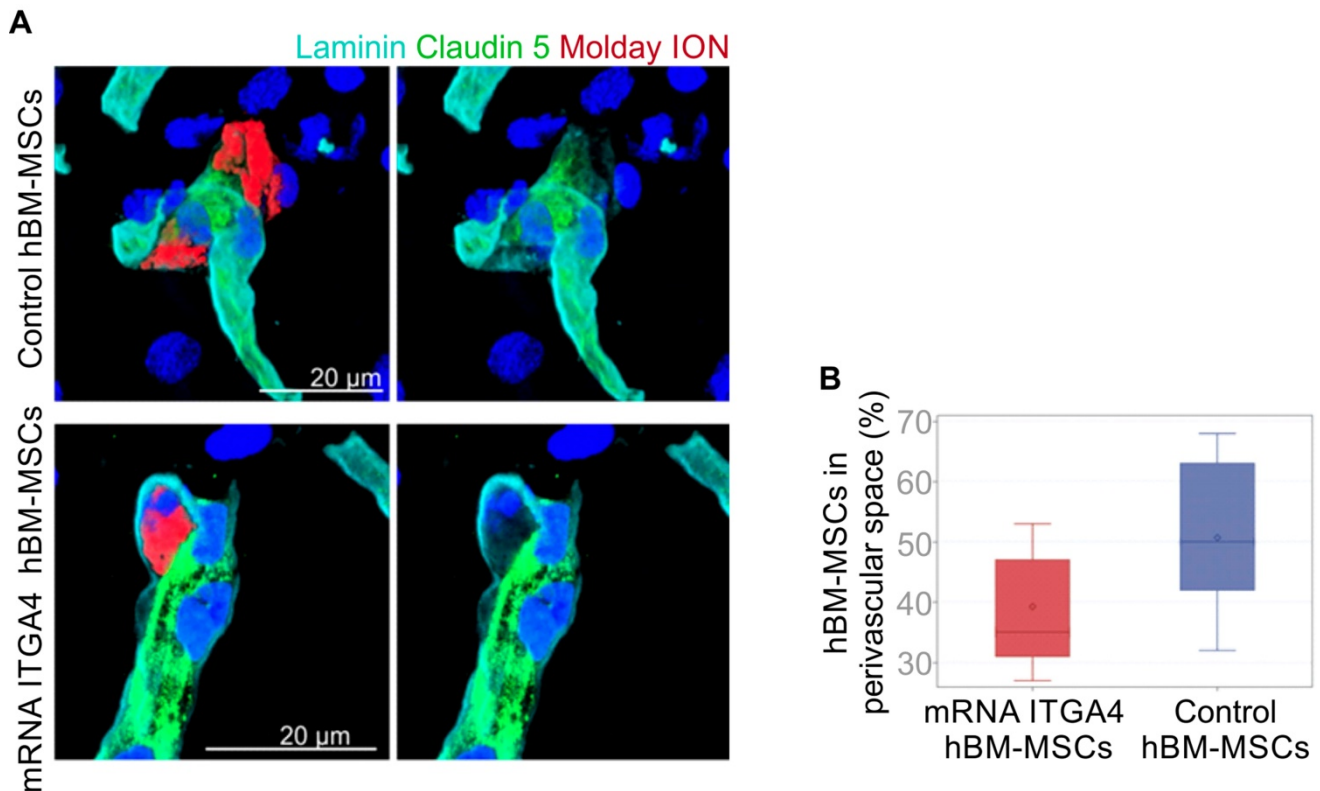 A
Laminin Claudin 5 Molday ION
Control hBM-MSCs
20 µm
mRNA ITGA4 hBM-MSCs
20 µm
B
hBM-MSCs in
perivascular space (%)
70
60
50
40
30
mRNA ITGA4
hBM-MSCs
Control
hBM-MSCs